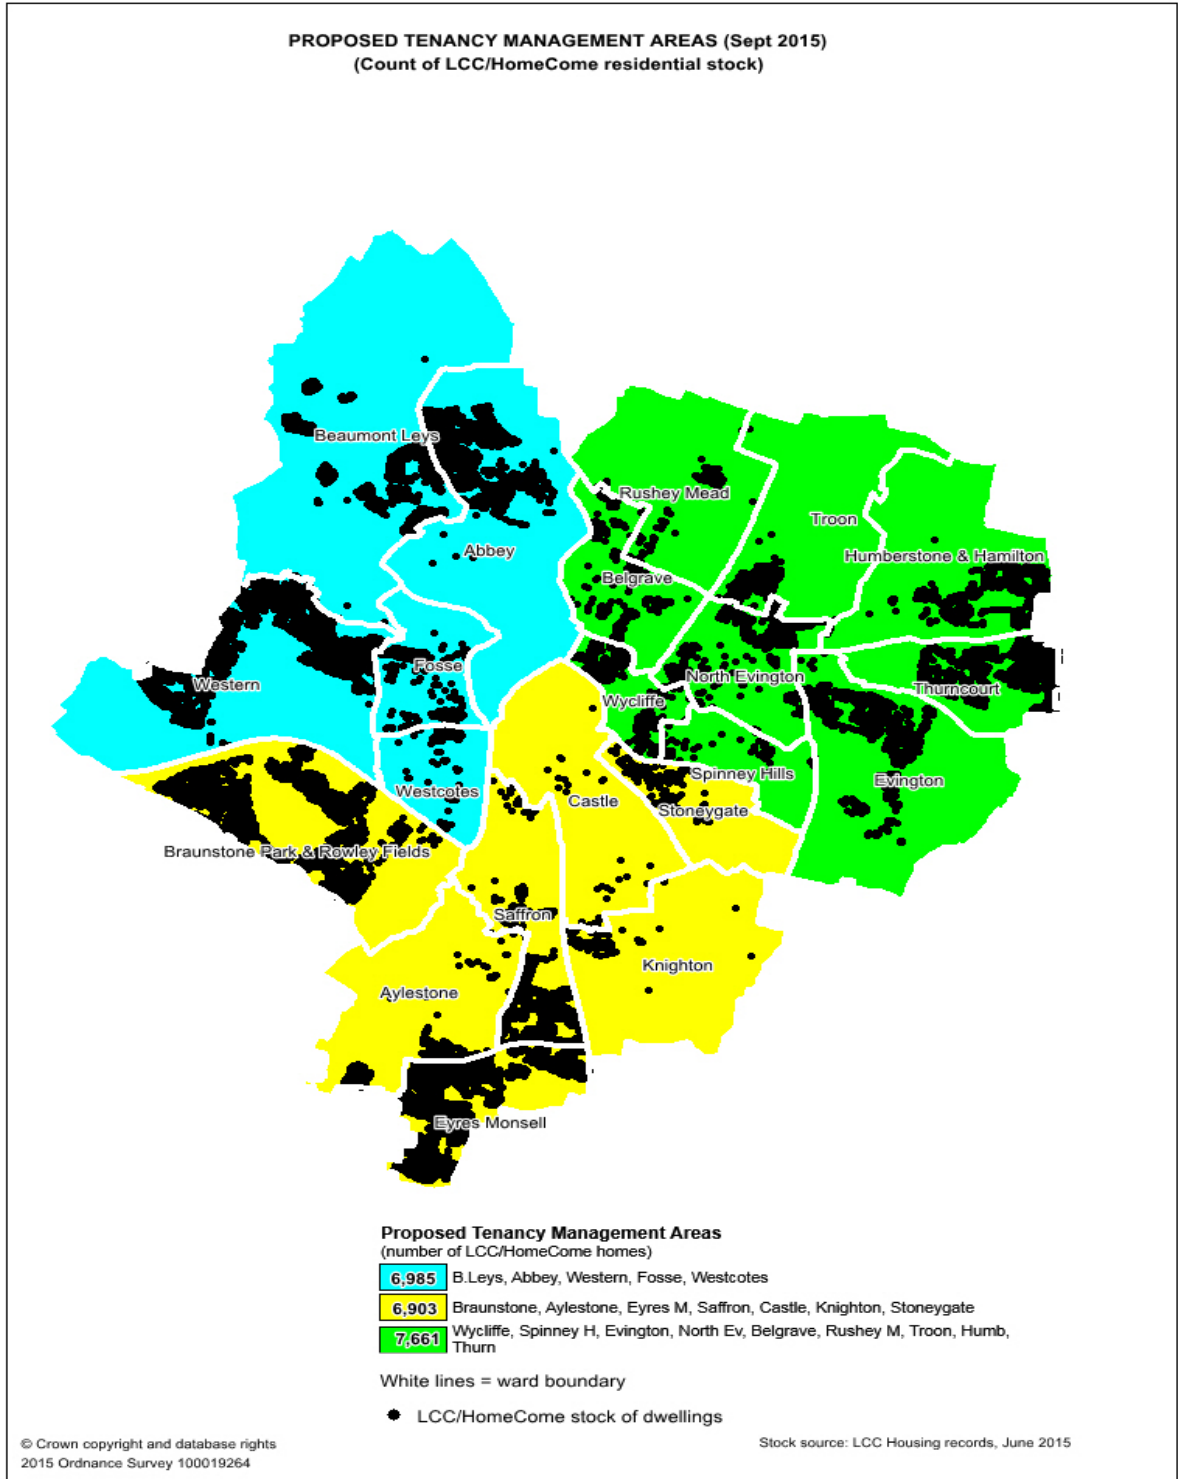 PROPOSED TENANCY MANAGEMENT AREAS (Sept 2015)
(Count of LCC/HomeCome residential stock)
Beaumont Leys
Rushey Mead
Troon
Abbey
Humberstone & Hamilton
Belgrave
Fosse
North Evington
Western
Thurncourt
Wycliffe
Spinney Hills
Evington
Westcotes
Castle
Stoneygate
Braunstone Park & Rowley Fields
Saffron
Knighton
Aylestone
Eyres Monsell
Proposed Tenancy Management Areas
(number of LCC/HomeCome homes)
6,985 B.Leys, Abbey, Western, Fosse, Westcotes
6,903 Braunstone, Aylestone, Eyres M, Saffron, Castle, Knighton, Stoneygate
7,661 Wycliffe, Spinney H, Evington, North Ev, Belgrave, Rushey M, Troon, Humb,
Thurn
White lines = ward boundary
LCC/HomeCome stock of dwellings
© Crown copyright and database rights
2015 Ordnance Survey 100019264
Stock source: LCC Housing records, June 2015